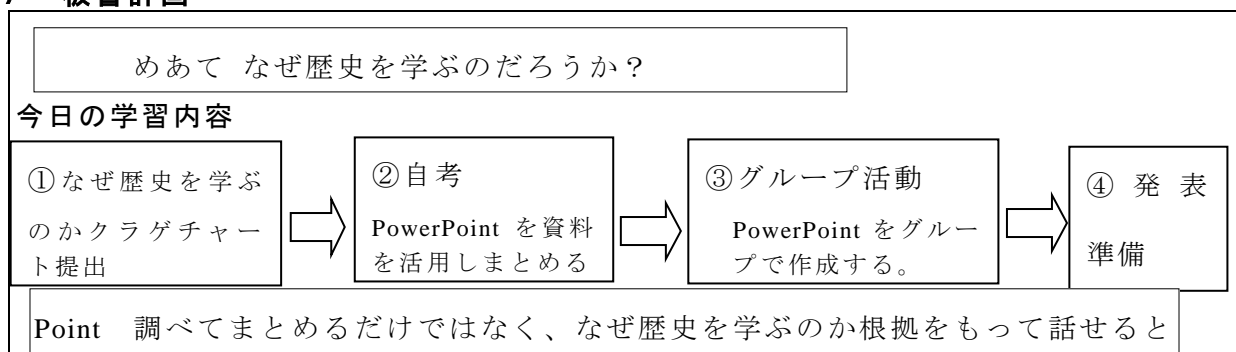 めあて なぜ歴史を学ぶのだろうか？
今日の学習内容
①なぜ歴史を学ぶ
のかクラゲチャー
ト提出
②自考
PowerPoint を資料
を活用しまとめる
③グループ活動
PowerPoint をグルー
プで作成する。
④ 発表
準備
Point 調べてまとめるだけではなく、なぜ歴史を学ぶのか根拠をもって話せると